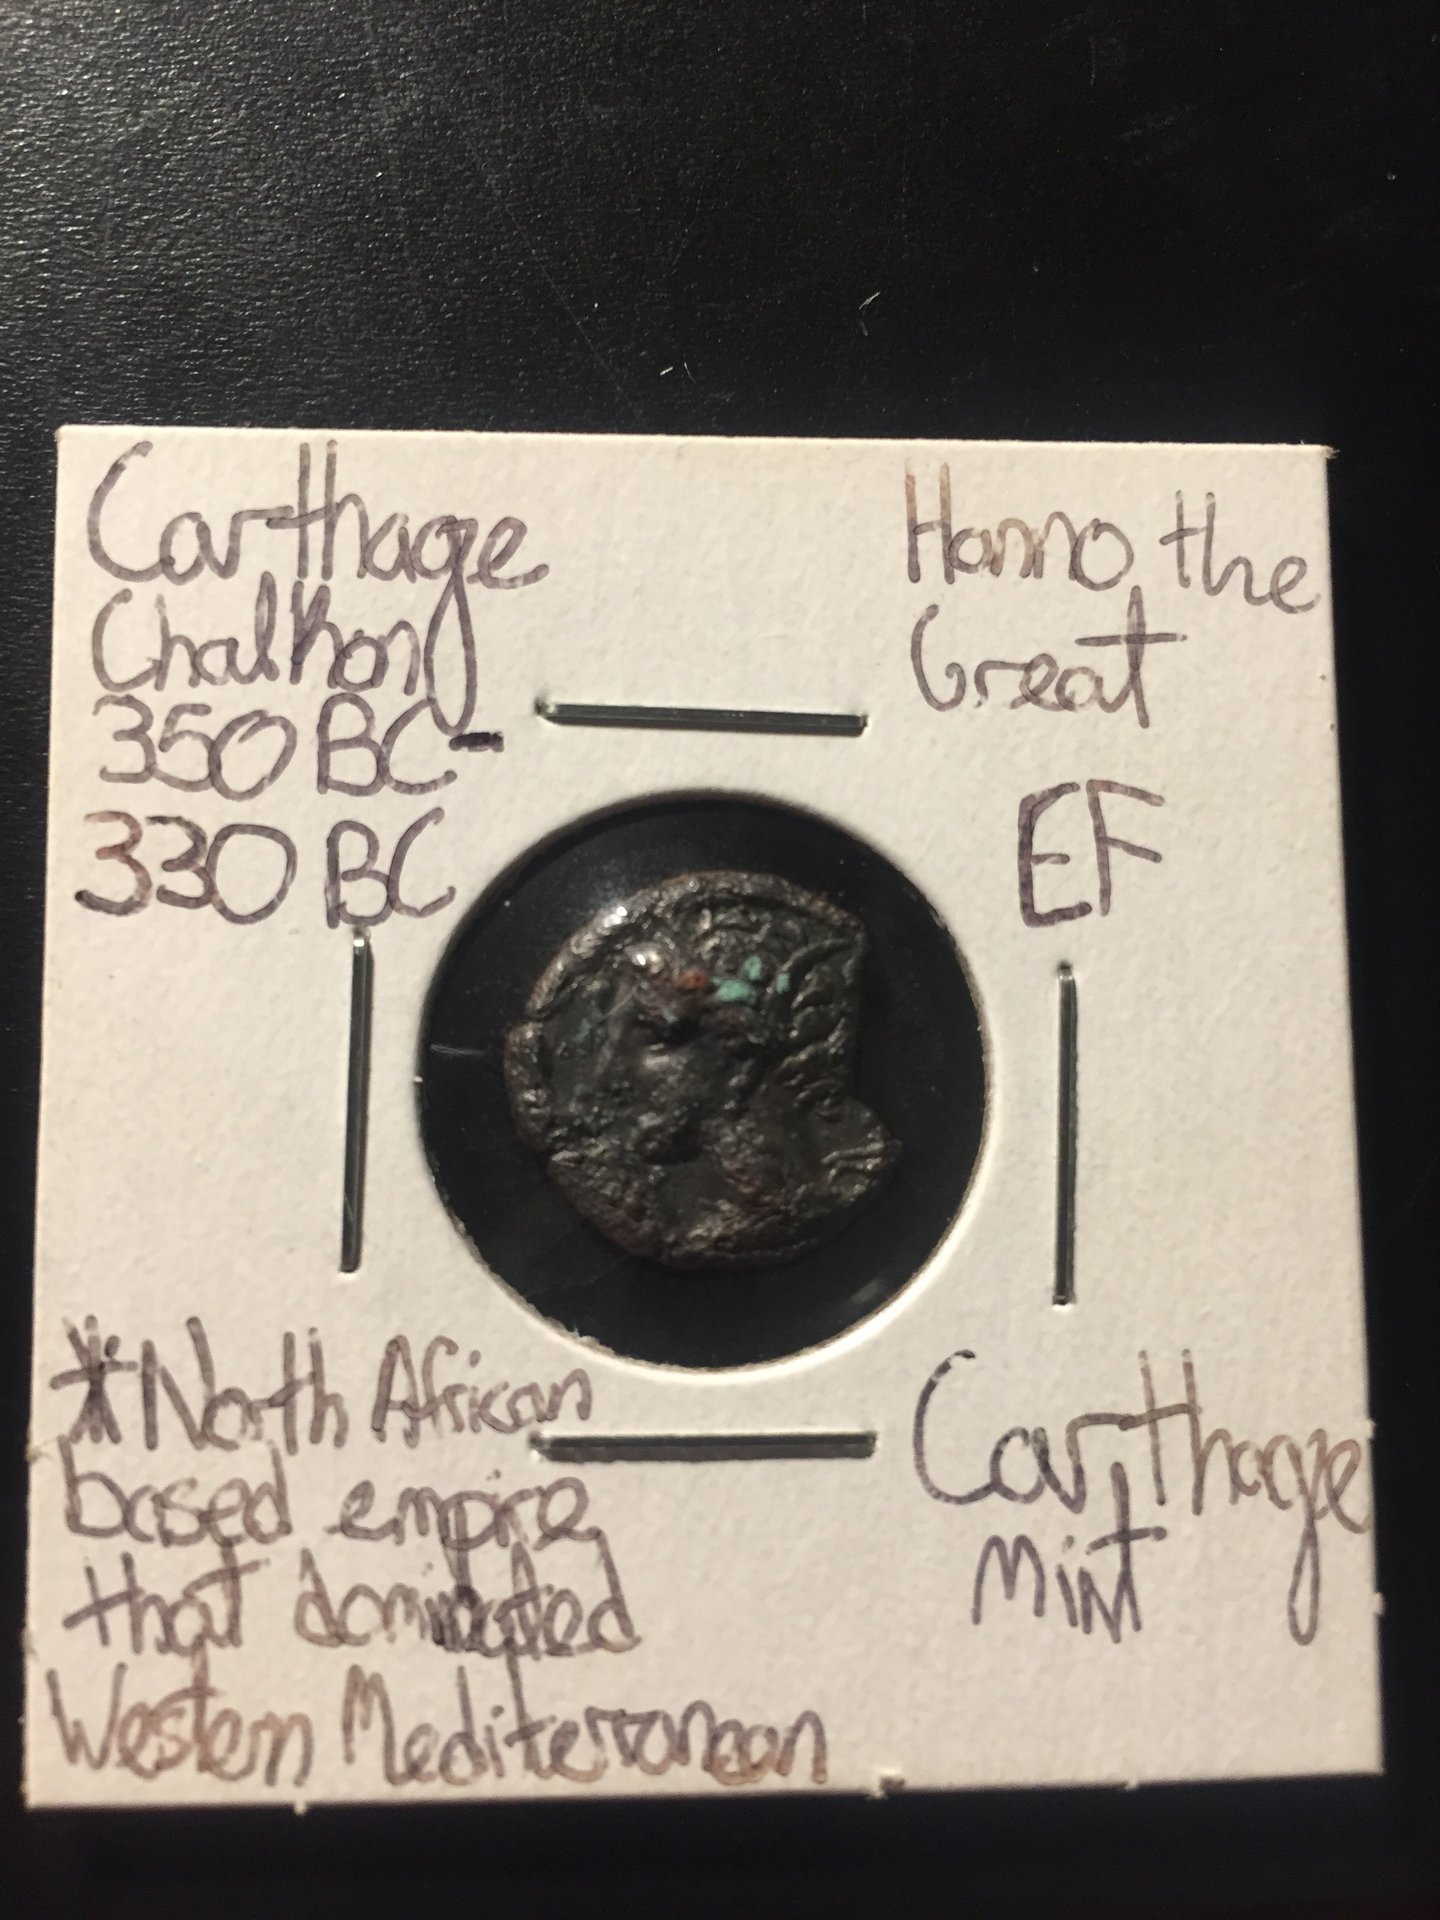 Carthage
Chalkon
350 BC-
330 BC
Hanno the
Great
EF
*North African
based empire
that dominated
Western Mediterranean
Carthage
mint